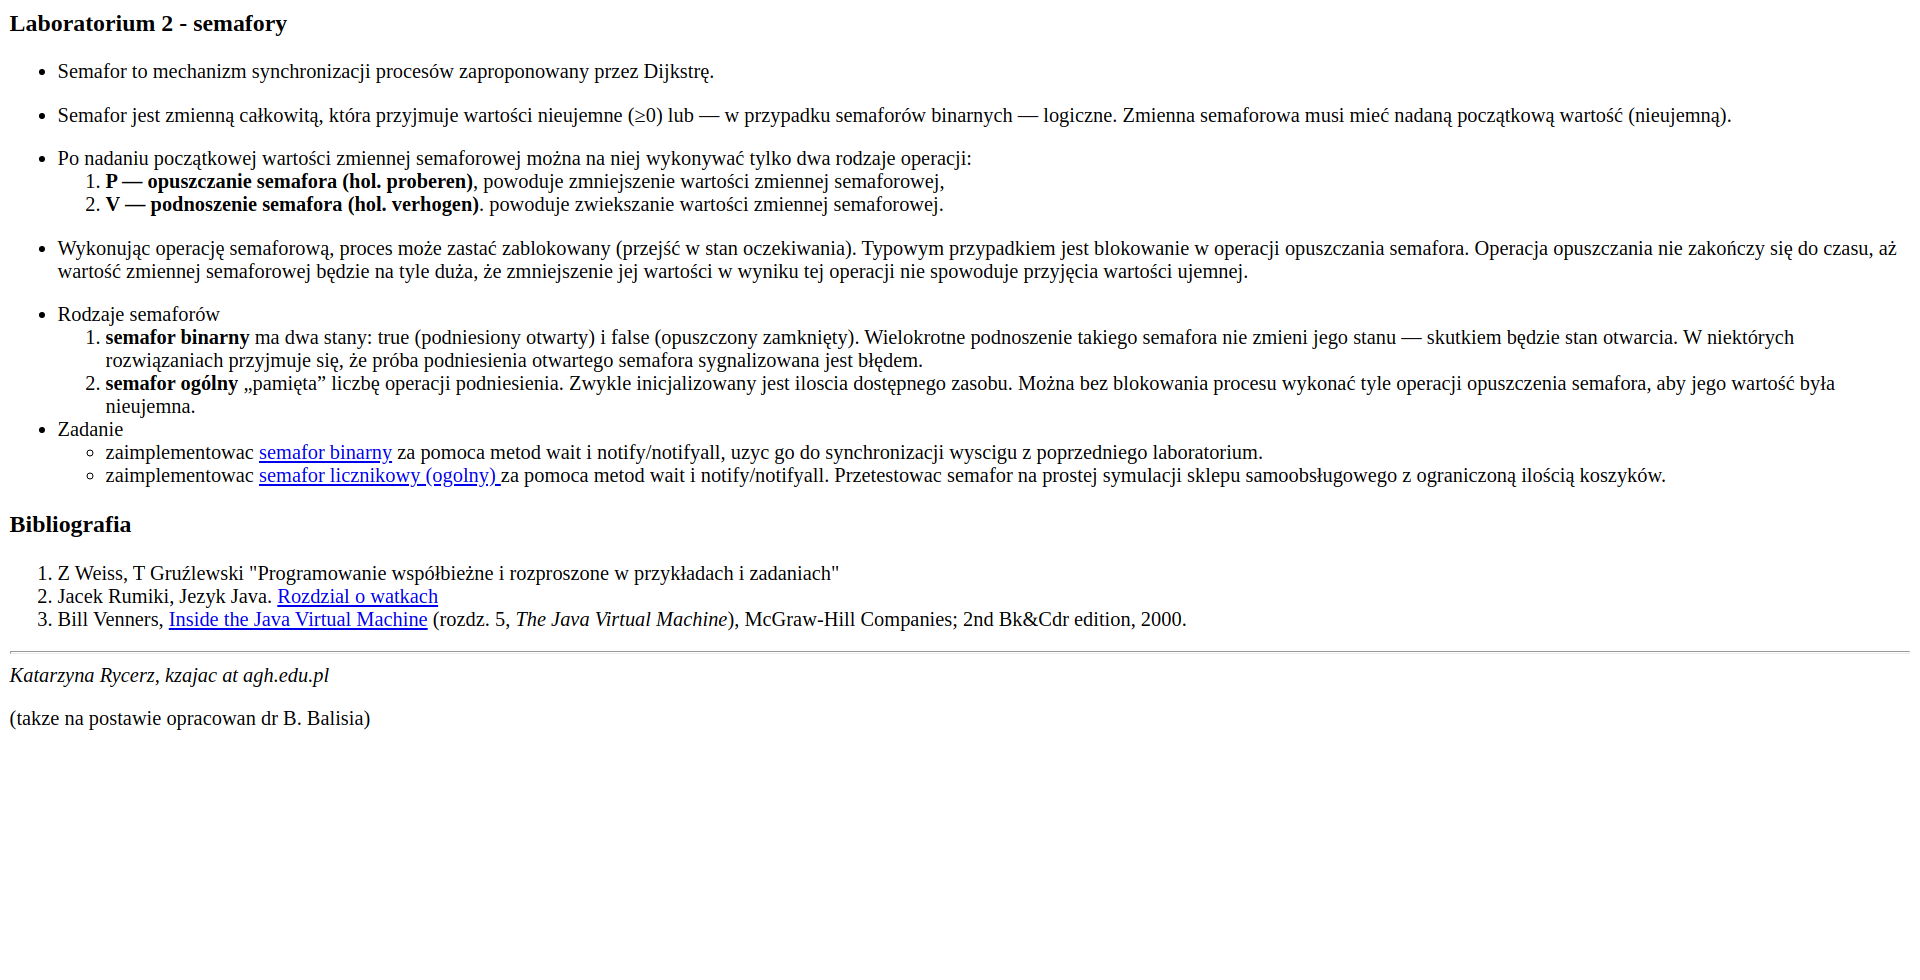 Laboratorium 2 - semafory
• Semafor to mechanizm synchronizacji procesów zaproponowany przez Dijkstrę.
• Semafor jest zmienną całkowitą, która przyjmuje wartości nieujemne (≥0) lub — w przypadku semaforów binarnych — logiczne. Zmienna semaforowa musi mieć nadaną początkową wartość (nieujemną).
• Po nadaniu początkowej wartości zmiennej semaforowej można na niej wykonywać tylko dwa rodzaje operacji:
1. P — opuszczanie semafora (hol. proberen), powoduje zmniejszenie wartości zmiennej semaforowej,
2. V — podnoszenie semafora (hol. verhogen). powoduje zwiekszanie wartości zmiennej semaforowej.
• Wykonując operację semaforową, proces może zastać zablokowany (przejść w stan oczekiwania). Typowym przypadkiem jest blokowanie w operacji opuszczania semafora. Operacja opuszczania nie zakończy się do czasu, aż
wartość zmiennej semaforowej będzie na tyle duża, że zmniejszenie jej wartości w wyniku tej operacji nie spowoduje przyjęcia wartości ujemnej.
• Rodzaje semaforów
1. semafor binarny ma dwa stany: true (podniesiony otwarty) i false (opuszczony zamknięty). Wielokrotne podnoszenie takiego semafora nie zmieni jego stanu — skutkiem będzie stan otwarcia. W niektórych
rozwiązaniach przyjmuje się, że próba podniesienia otwartego semafora sygnalizowana jest błędem.
2. semafor ogólny „pamięta” liczbę operacji podniesienia. Zwykle inicjalizowany jest iloscia dostępnego zasobu. Można bez blokowania procesu wykonać tyle operacji opuszczenia semafora, aby jego wartość była
nieujemna.
• Zadanie
◦ zaimplementowac semafor binarny za pomoca metod wait i notify/notifyall, uzyc go do synchronizacji wyscigu z poprzedniego laboratorium.
◦ zaimplementowac semafor licznikowy (ogolny) za pomoca metod wait i notify/notifyall. Przetestowac semafor na prostej symulacji sklepu samoobsługowego z ograniczoną ilością koszyków.
Bibliografia
1. Z Weiss, T Gruźlewski "Programowanie współbieżne i rozproszone w przykładach i zadaniach"
2. Jacek Rumiki, Jezyk Java. Rozdzial o watkach
3. Bill Venners, Inside the Java Virtual Machine (rozdz. 5, The Java Virtual Machine), McGraw-Hill Companies; 2nd Bk&Cdr edition, 2000.
Katarzyna Rycerz, kzajac at agh.edu.pl
(takze na postawie opracowan dr B. Balisia)